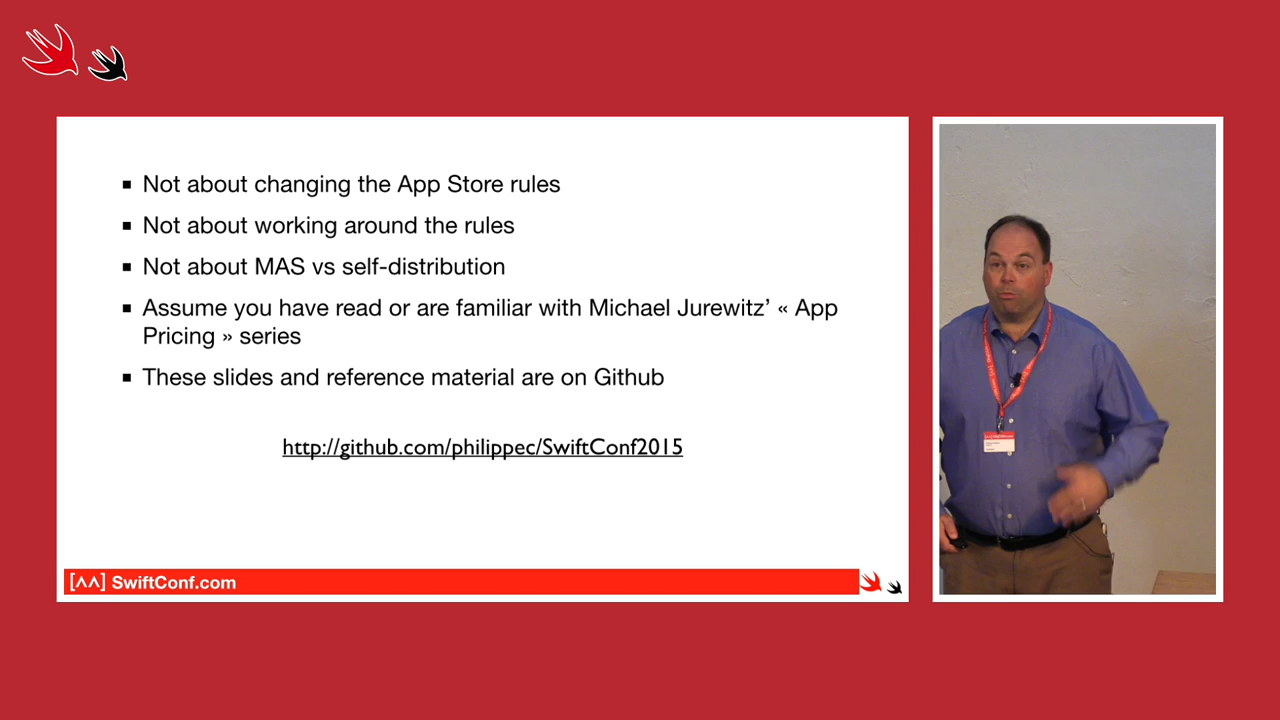 Not about changing the App Store rules
Not about working around the rules
Not about MAS vs self-distribution
Assume you have read or are familiar with Michael Jurewitz’ « App
Pricing » series
These slides and reference material are on Github
http://github.com/philippec/SwiftConf2015
[^^] SwiftConf.com